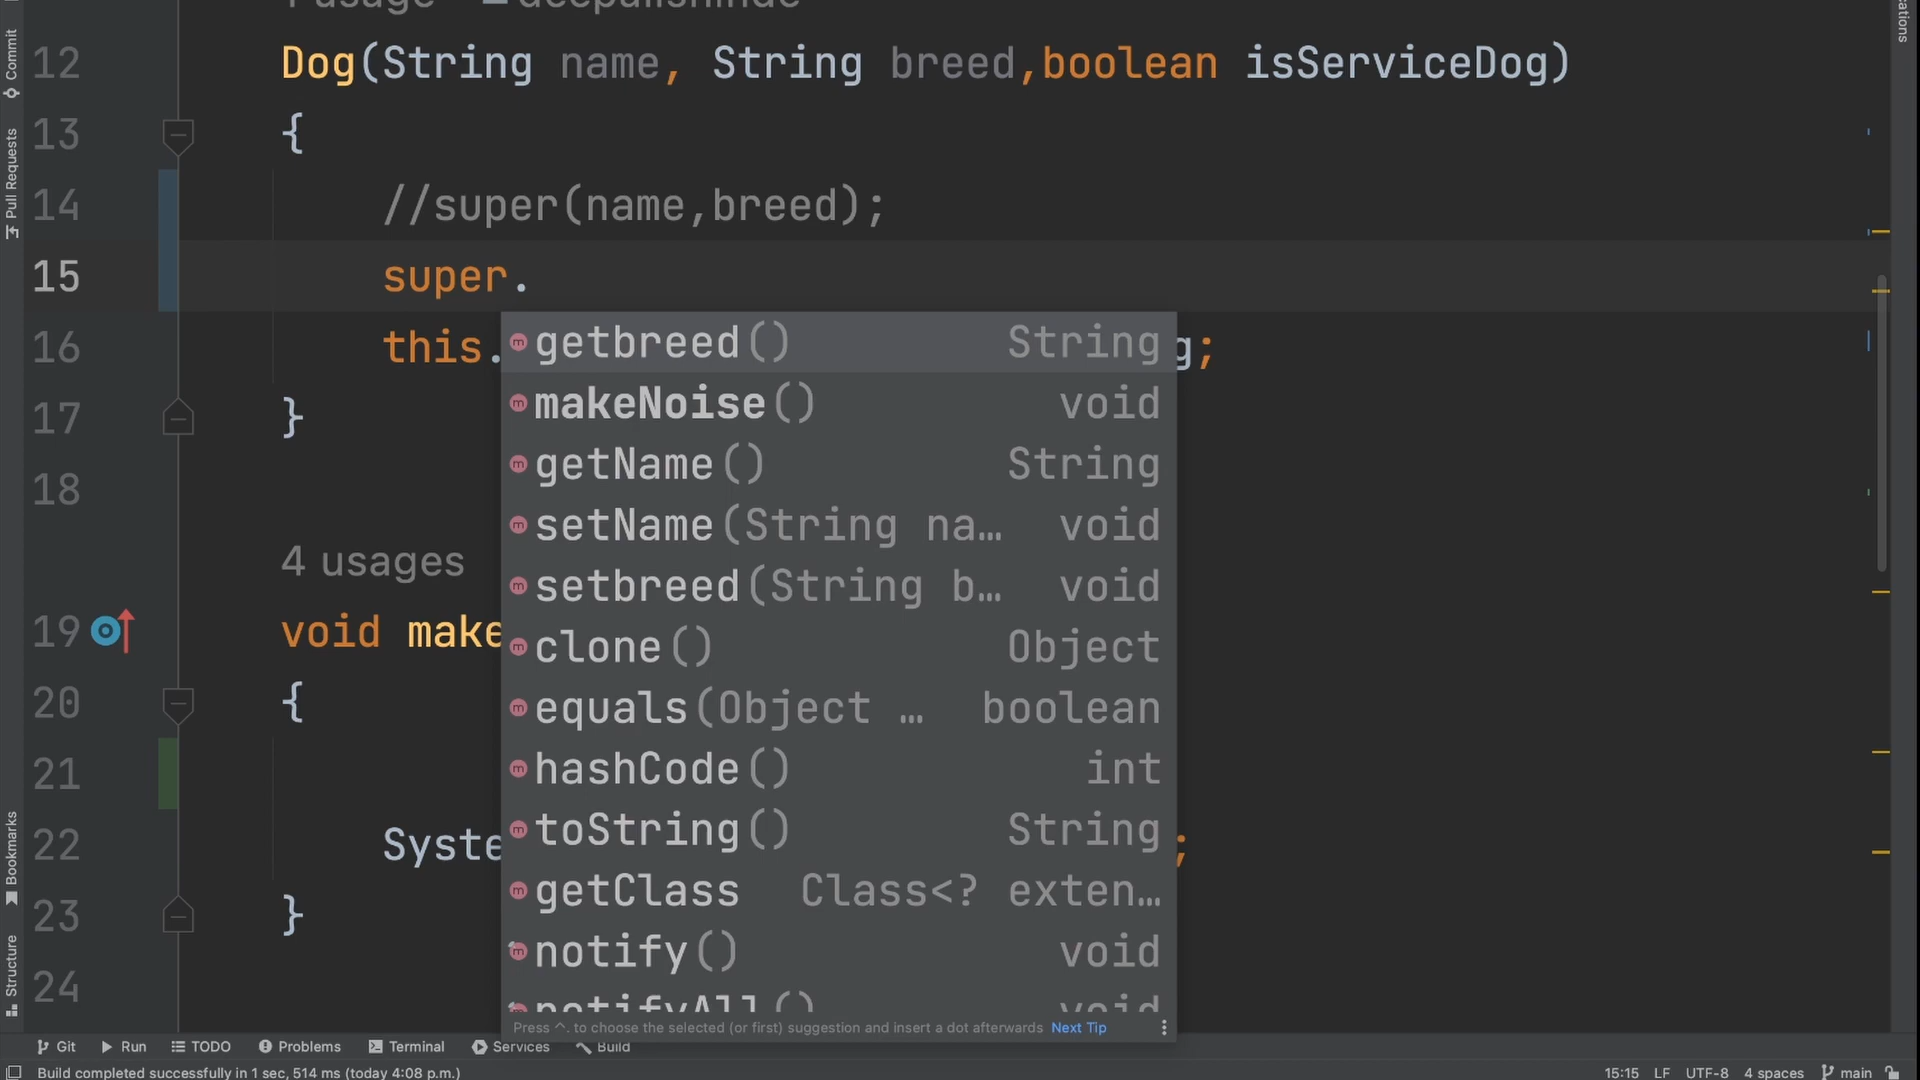 12 Dog(String name, String breed,boolean isServiceDog)
13 {
14 //super(name,breed);
15 super.
16 this. g;
17 }
18
4 usages
19 void make
20 {
21
22 Syste ;
23 }
24
getbreed() String
makeNoise() void
getName() String
setName(String na… void
setbreed(String b… void
clone() Object
equals(Object … boolean
hashCode() int
toString() String
getClass Class<? exten…
notify() void
notifyAll() void
Press ^. to choose the selected (or first) suggestion and insert a dot afterwards Next Tip
Commit
Pull Requests
Bookmarks
Structure
Git Run TODO Problems Terminal Services Build
Build completed successfully in 1 sec, 514 ms (today 4:08 p.m.) 15:15 LF UTF-8 4 spaces main